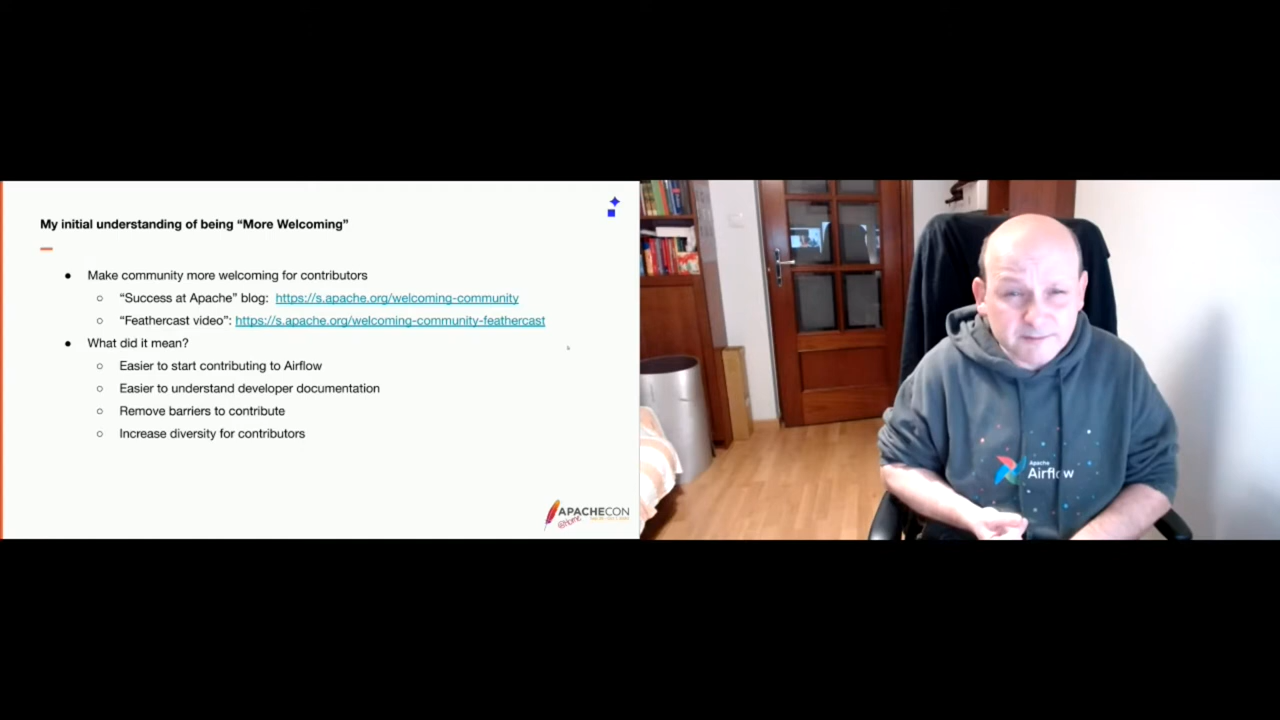 My initial understanding of being “More Welcoming”
● Make community more welcoming for contributors
○ “Success at Apache” blog: https://s.apache.org/welcoming-community
○ “Feathercast video”: https://s.apache.org/welcoming-community-feathercast
● What did it mean?
○ Easier to start contributing to Airflow
○ Easier to understand developer documentation
○ Remove barriers to contribute
○ Increase diversity for contributors
APACHECON
@Home
Apache
Airflow